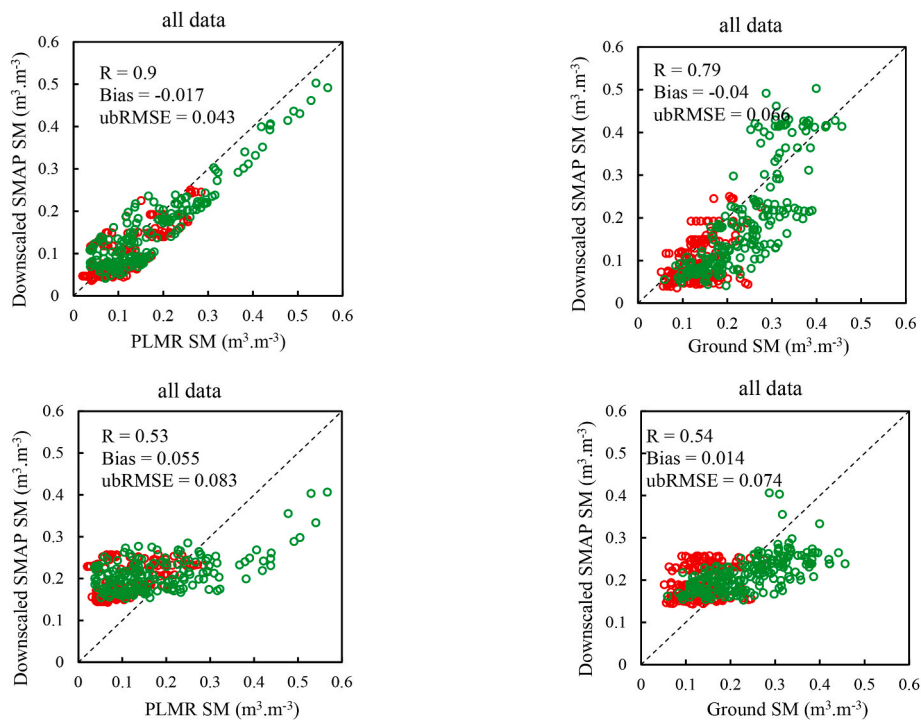 all data
Downscaled SMAP SM (m³.m⁻³)
0.6
0.5
0.4
0.3
0.2
0.1
0
R = 0.9
Bias = -0.017
ubRMSE = 0.043
0 0.1 0.2 0.3 0.4 0.5 0.6
PLMR SM (m³.m⁻³)
all data
Downscaled SMAP SM (m³.m⁻³)
0.6
0.5
0.4
0.3
0.2
0.1
0
R = 0.79
Bias = -0.04
ubRMSE = 0.066
0 0.1 0.2 0.3 0.4 0.5 0.6
Ground SM (m³.m⁻³)
all data
Downscaled SMAP SM (m³.m⁻³)
0.6
0.5
0.4
0.3
0.2
0.1
0
R = 0.53
Bias = 0.055
ubRMSE = 0.083
0 0.1 0.2 0.3 0.4 0.5 0.6
PLMR SM (m³.m⁻³)
all data
Downscaled SMAP SM (m³.m⁻³)
0.6
0.5
0.4
0.3
0.2
0.1
0
R = 0.54
Bias = 0.014
ubRMSE = 0.074
0 0.1 0.2 0.3 0.4 0.5 0.6
Ground SM (m³.m⁻³)